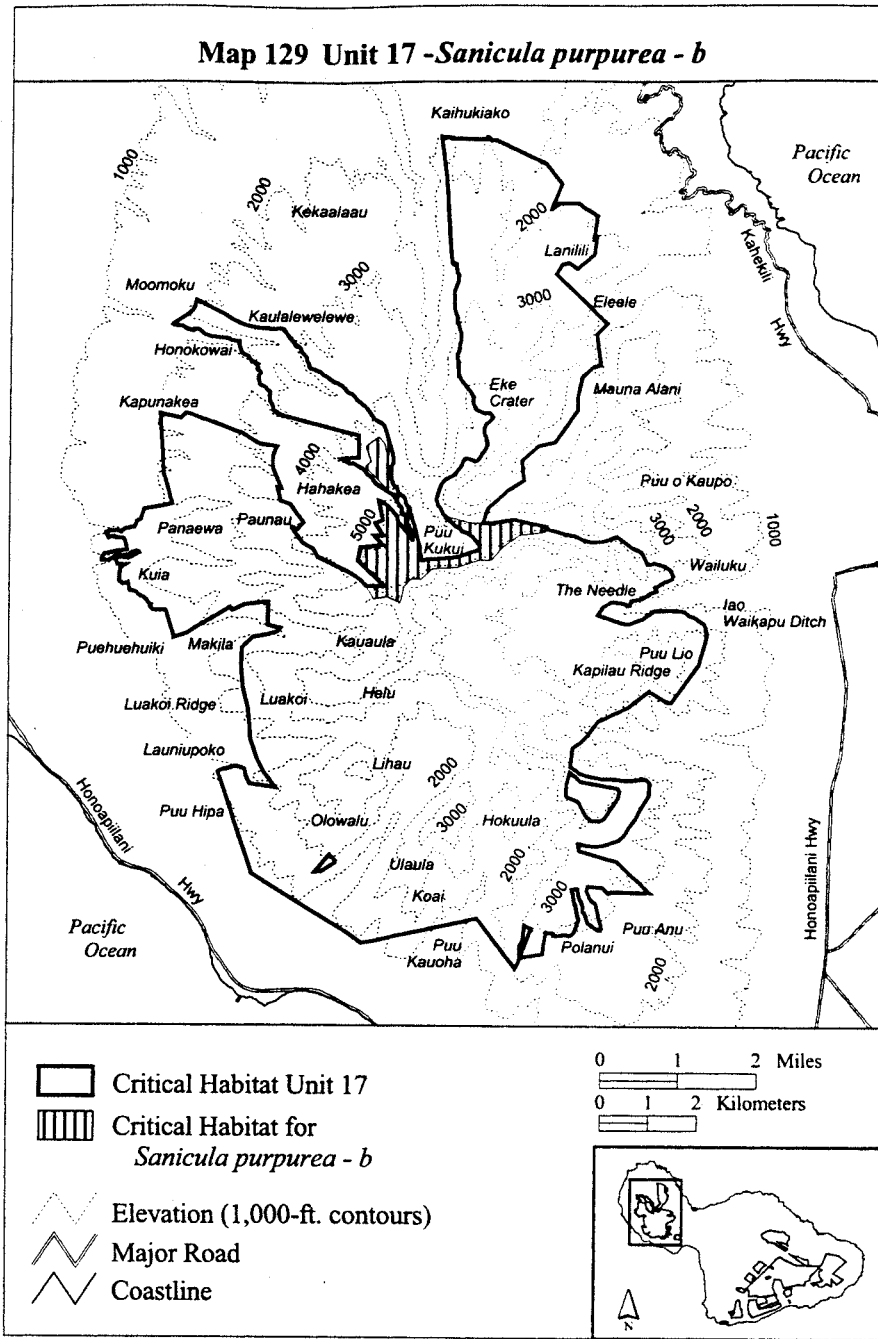 Map 129 Unit 17 -Sanicula purpurea - b
Kaihukiako
Pacific
Ocean
1000
2000
Kekaalaau
2000
Lanilili
Kahekili
Hwy
3000
Moomoku
Kaulalewelewe
3000
Eleele
Honokowai
Eke
Crater
Mauna Alani
Kapunakea
4000
Hahakea
Puu o Kaupo
5000
Panaewa
Paunau
Puu
Kukui
3000
2000
1000
Wailuku
Kuia
The Needle
Iao
Waikapu Ditch
Puehuehuiki
Makila
Kauaula
Puu Lio
Kapilau Ridge
Luakoi Ridge
Luakoi
Helu
Launiupoko
Lihau
2000
Puu Hipa
Olowalu
3000
Hokuula
Honoapiilani
Hwy
Honoapiilani Hwy
Ulaula
2000
Koai
3000
Pacific
Ocean
Puu
Kauoha
Polanui
Puu Anu
2000
Critical Habitat Unit 17
Critical Habitat for
Sanicula purpurea - b
Elevation (1,000-ft. contours)
Major Road
Coastline
0 1 2 Miles
0 1 2 Kilometers
N